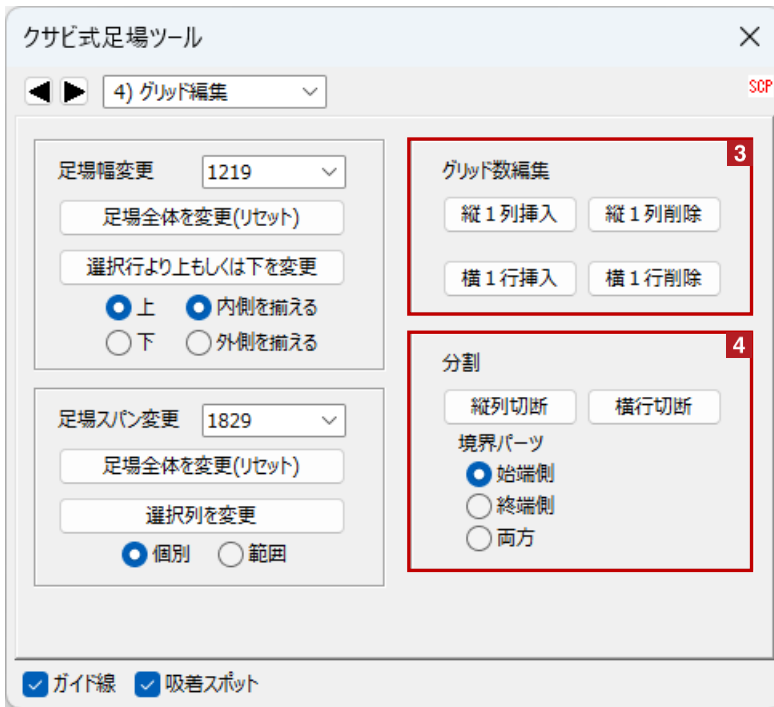 クサビ式足場ツール
4) グリッド編集
SCP
足場幅変更 1219
足場全体を変更(リセット)
選択行より上もしくは下を変更
上 内側を揃える
下 外側を揃える
足場スパン変更 1829
足場全体を変更(リセット)
選択列を変更
個別 範囲
3
グリッド数編集
縦1列挿入 縦1列削除
横1行挿入 横1行削除
4
分割
縦列切断 横行切断
境界パーツ
始端側
終端側
両方
ガイド線 吸着スポット